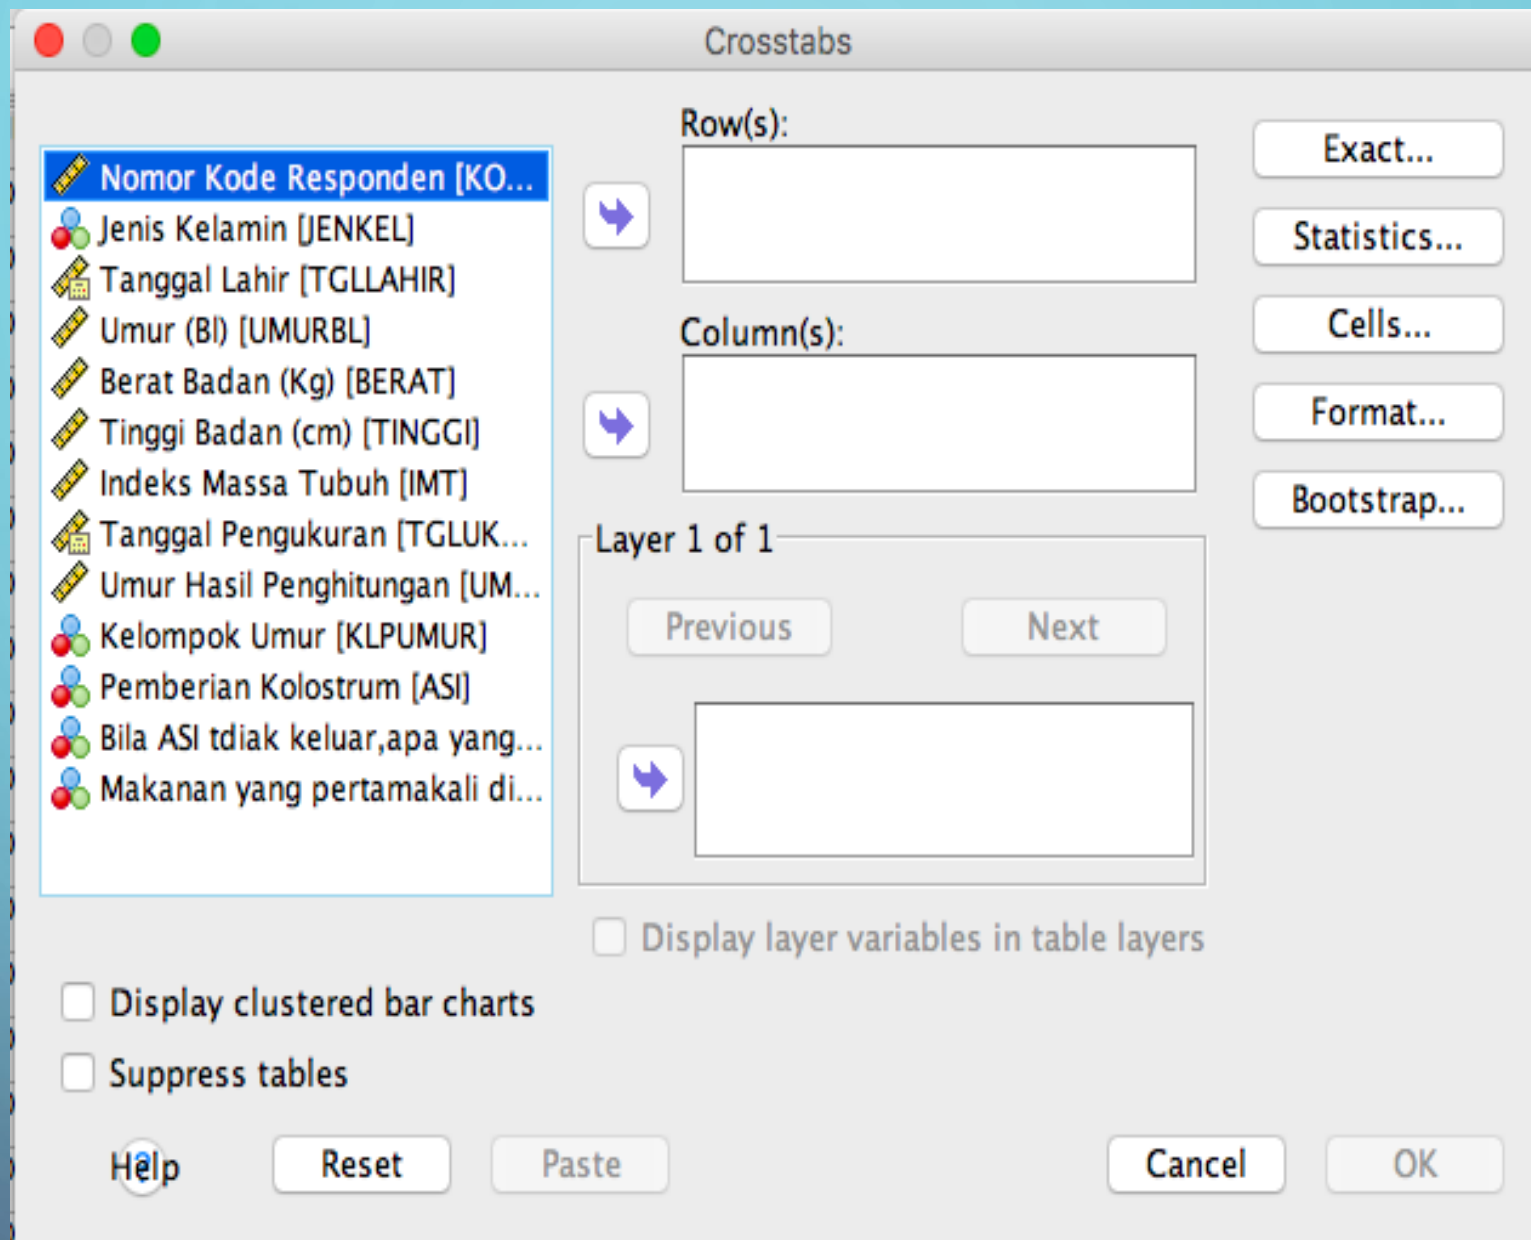 Crosstabs
Nomor Kode Responden [KO...
Jenis Kelamin [JENKEL]
Tanggal Lahir [TGLLAHIR]
Umur (Bl) [UMURBL]
Berat Badan (Kg) [BERAT]
Tinggi Badan (cm) [TINGGI]
Indeks Massa Tubuh [IMT]
Tanggal Pengukuran [TGLUK...
Umur Hasil Penghitungan [UM...
Kelompok Umur [KLPUMUR]
Pemberian Kolostrum [ASI]
Bila ASI tdiak keluar,apa yang...
Makanan yang pertamakali di...
Row(s):
Column(s):
Layer 1 of 1
Previous
Next
Display layer variables in table layers
Exact...
Statistics...
Cells...
Format...
Bootstrap...
Display clustered bar charts
Suppress tables
Help
Reset
Paste
Cancel
OK